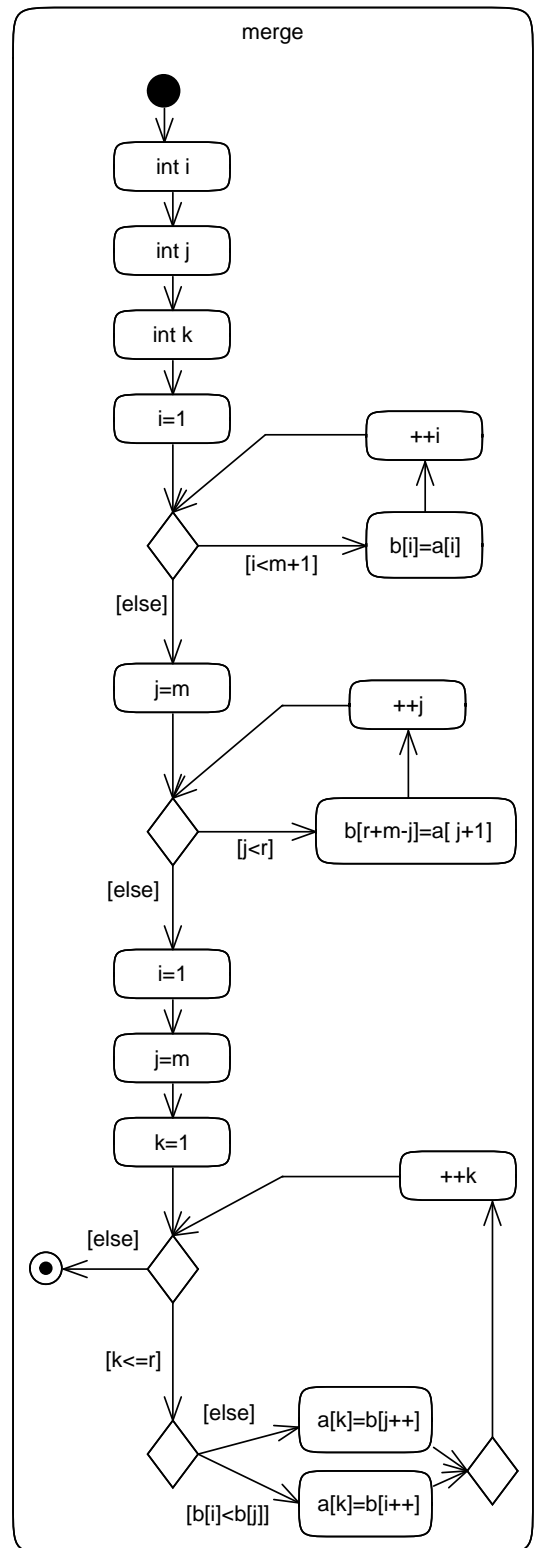 merge
int i
int j
int k
i=1
++i
b[i]=a[i]
[i<m+1]
[else]
j=m
++j
b[r+m-j]=a[ j+1]
[j<r]
[else]
i=1
j=m
k=1
++k
[else]
[k<=r]
[else]
a[k]=b[j++]
a[k]=b[i++]
[b[i]<b[j]]